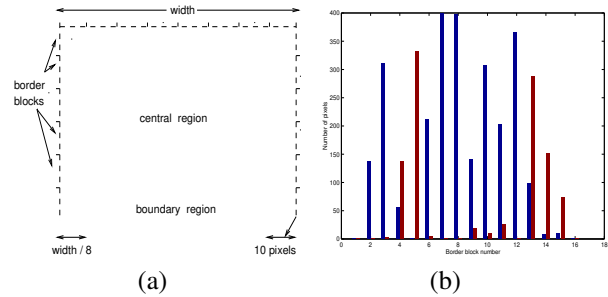 width
border
blocks
central region
boundary region
width / 8
10 pixels
(a)
400
350
300
250
200
150
100
50
0
Number of pixels
0 2 4 6 8 10 12 14 16 18
Border block number
(b)